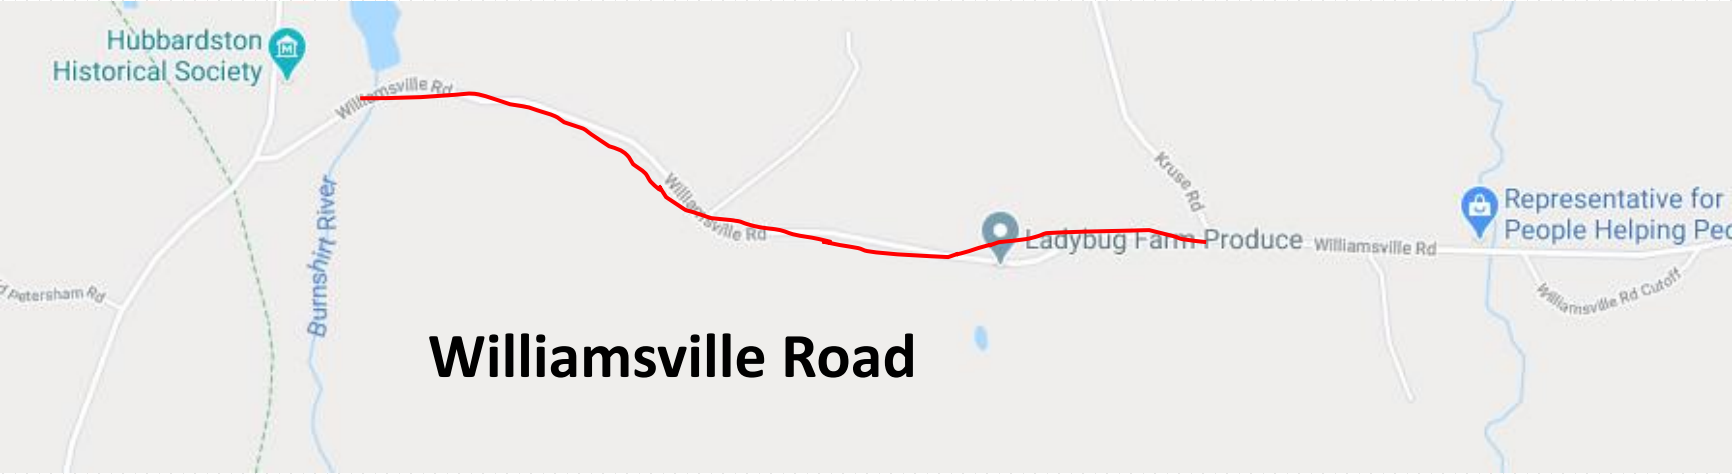 Hubbardston
Historical Society
Williamsville Rd
Burnshirt River
d Petersham Rd
Williamsville Rd
Kruse Rd
Ladybug Farm Produce
Williamsville Rd
Representative for
People Helping Peo
Williamsville Rd Cutoff
Williamsville Road